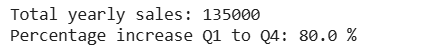 Total yearly sales: 135000
Percentage increase Q1 to Q4: 80.0 %